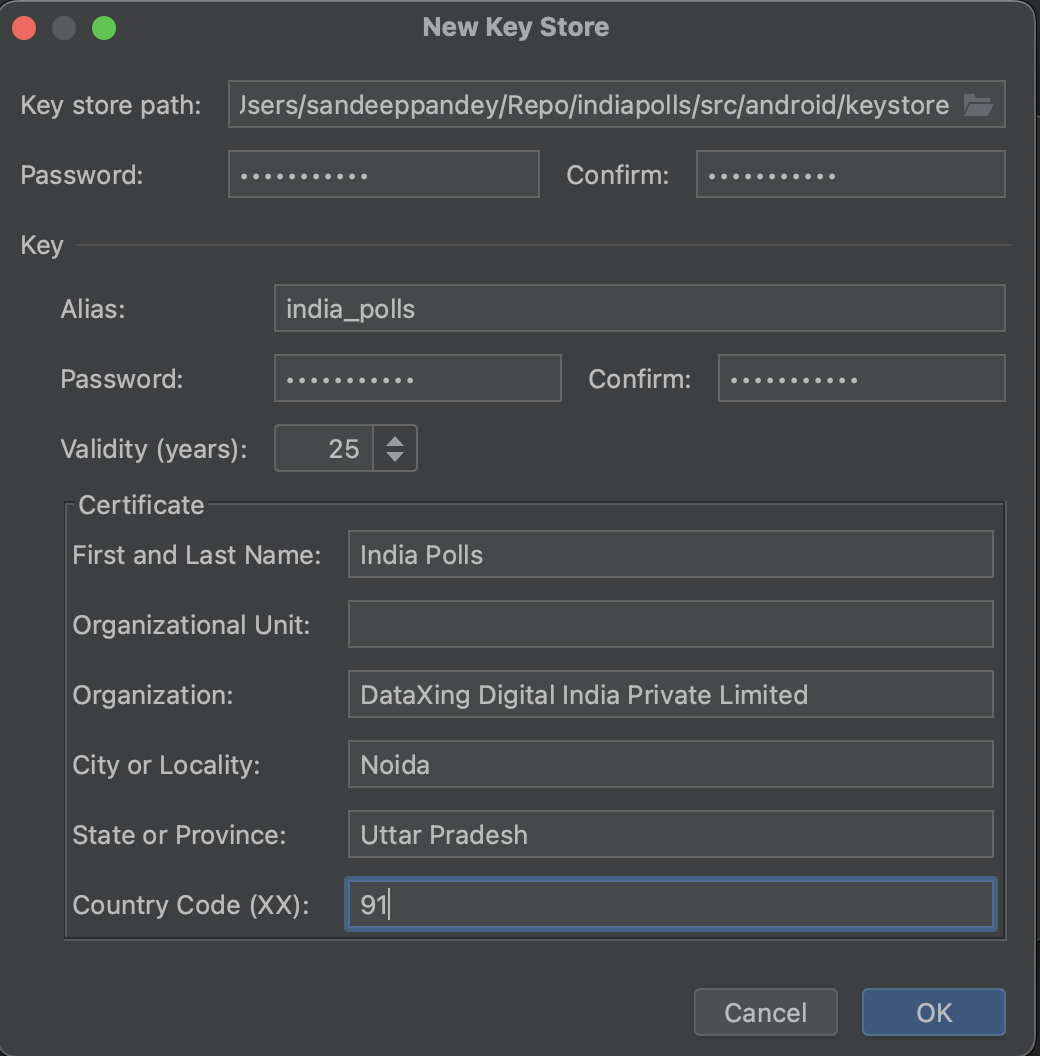 New Key Store
Key store path: Jsers/sandeeppandey/Repo/indiapolls/src/android/keystore
Password: ••••••••••• Confirm: •••••••••••
Key
Alias: india_polls
Password: ••••••••••• Confirm: •••••••••••
Validity (years): 25
Certificate
First and Last Name: India Polls
Organizational Unit:
Organization: DataXing Digital India Private Limited
City or Locality: Noida
State or Province: Uttar Pradesh
Country Code (XX): 91
Cancel OK